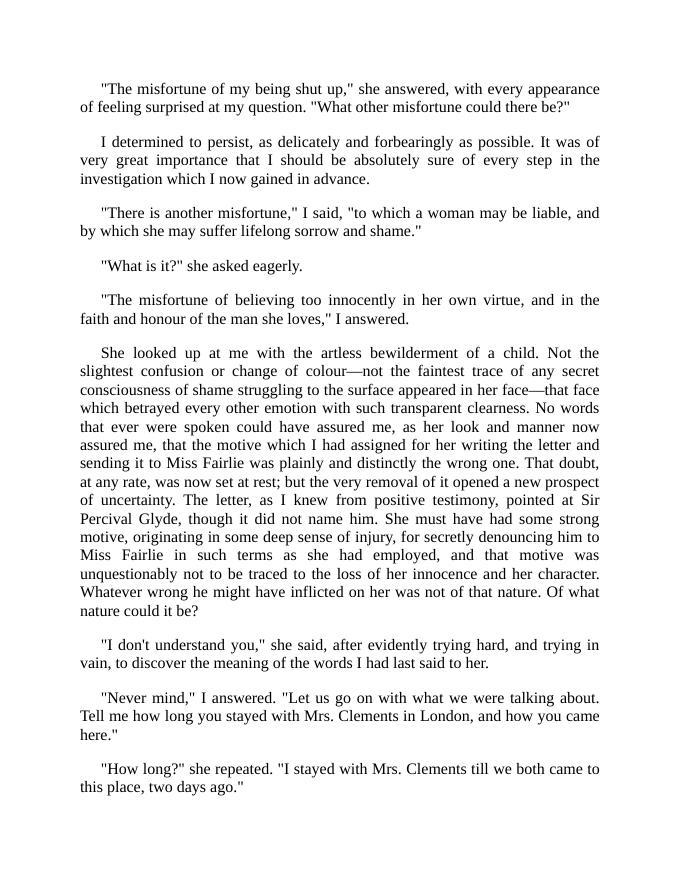 "The misfortune of my being shut up," she answered, with every appearance
of feeling surprised at my question. "What other misfortune could there be?"
I determined to persist, as delicately and forbearingly as possible. It was of
very great importance that I should be absolutely sure of every step in the
investigation which I now gained in advance.
"There is another misfortune," I said, "to which a woman may be liable, and
by which she may suffer lifelong sorrow and shame."
"What is it?" she asked eagerly.
"The misfortune of believing too innocently in her own virtue, and in the
faith and honour of the man she loves," I answered.
She looked up at me with the artless bewilderment of a child. Not the
slightest confusion or change of colour—not the faintest trace of any secret
consciousness of shame struggling to the surface appeared in her face—that face
which betrayed every other emotion with such transparent clearness. No words
that ever were spoken could have assured me, as her look and manner now
assured me, that the motive which I had assigned for her writing the letter and
sending it to Miss Fairlie was plainly and distinctly the wrong one. That doubt,
at any rate, was now set at rest; but the very removal of it opened a new prospect
of uncertainty. The letter, as I knew from positive testimony, pointed at Sir
Percival Glyde, though it did not name him. She must have had some strong
motive, originating in some deep sense of injury, for secretly denouncing him to
Miss Fairlie in such terms as she had employed, and that motive was
unquestionably not to be traced to the loss of her innocence and her character.
Whatever wrong he might have inflicted on her was not of that nature. Of what
nature could it be?
"I don't understand you," she said, after evidently trying hard, and trying in
vain, to discover the meaning of the words I had last said to her.
"Never mind," I answered. "Let us go on with what we were talking about.
Tell me how long you stayed with Mrs. Clements in London, and how you came
here."
"How long?" she repeated. "I stayed with Mrs. Clements till we both came to
this place, two days ago."